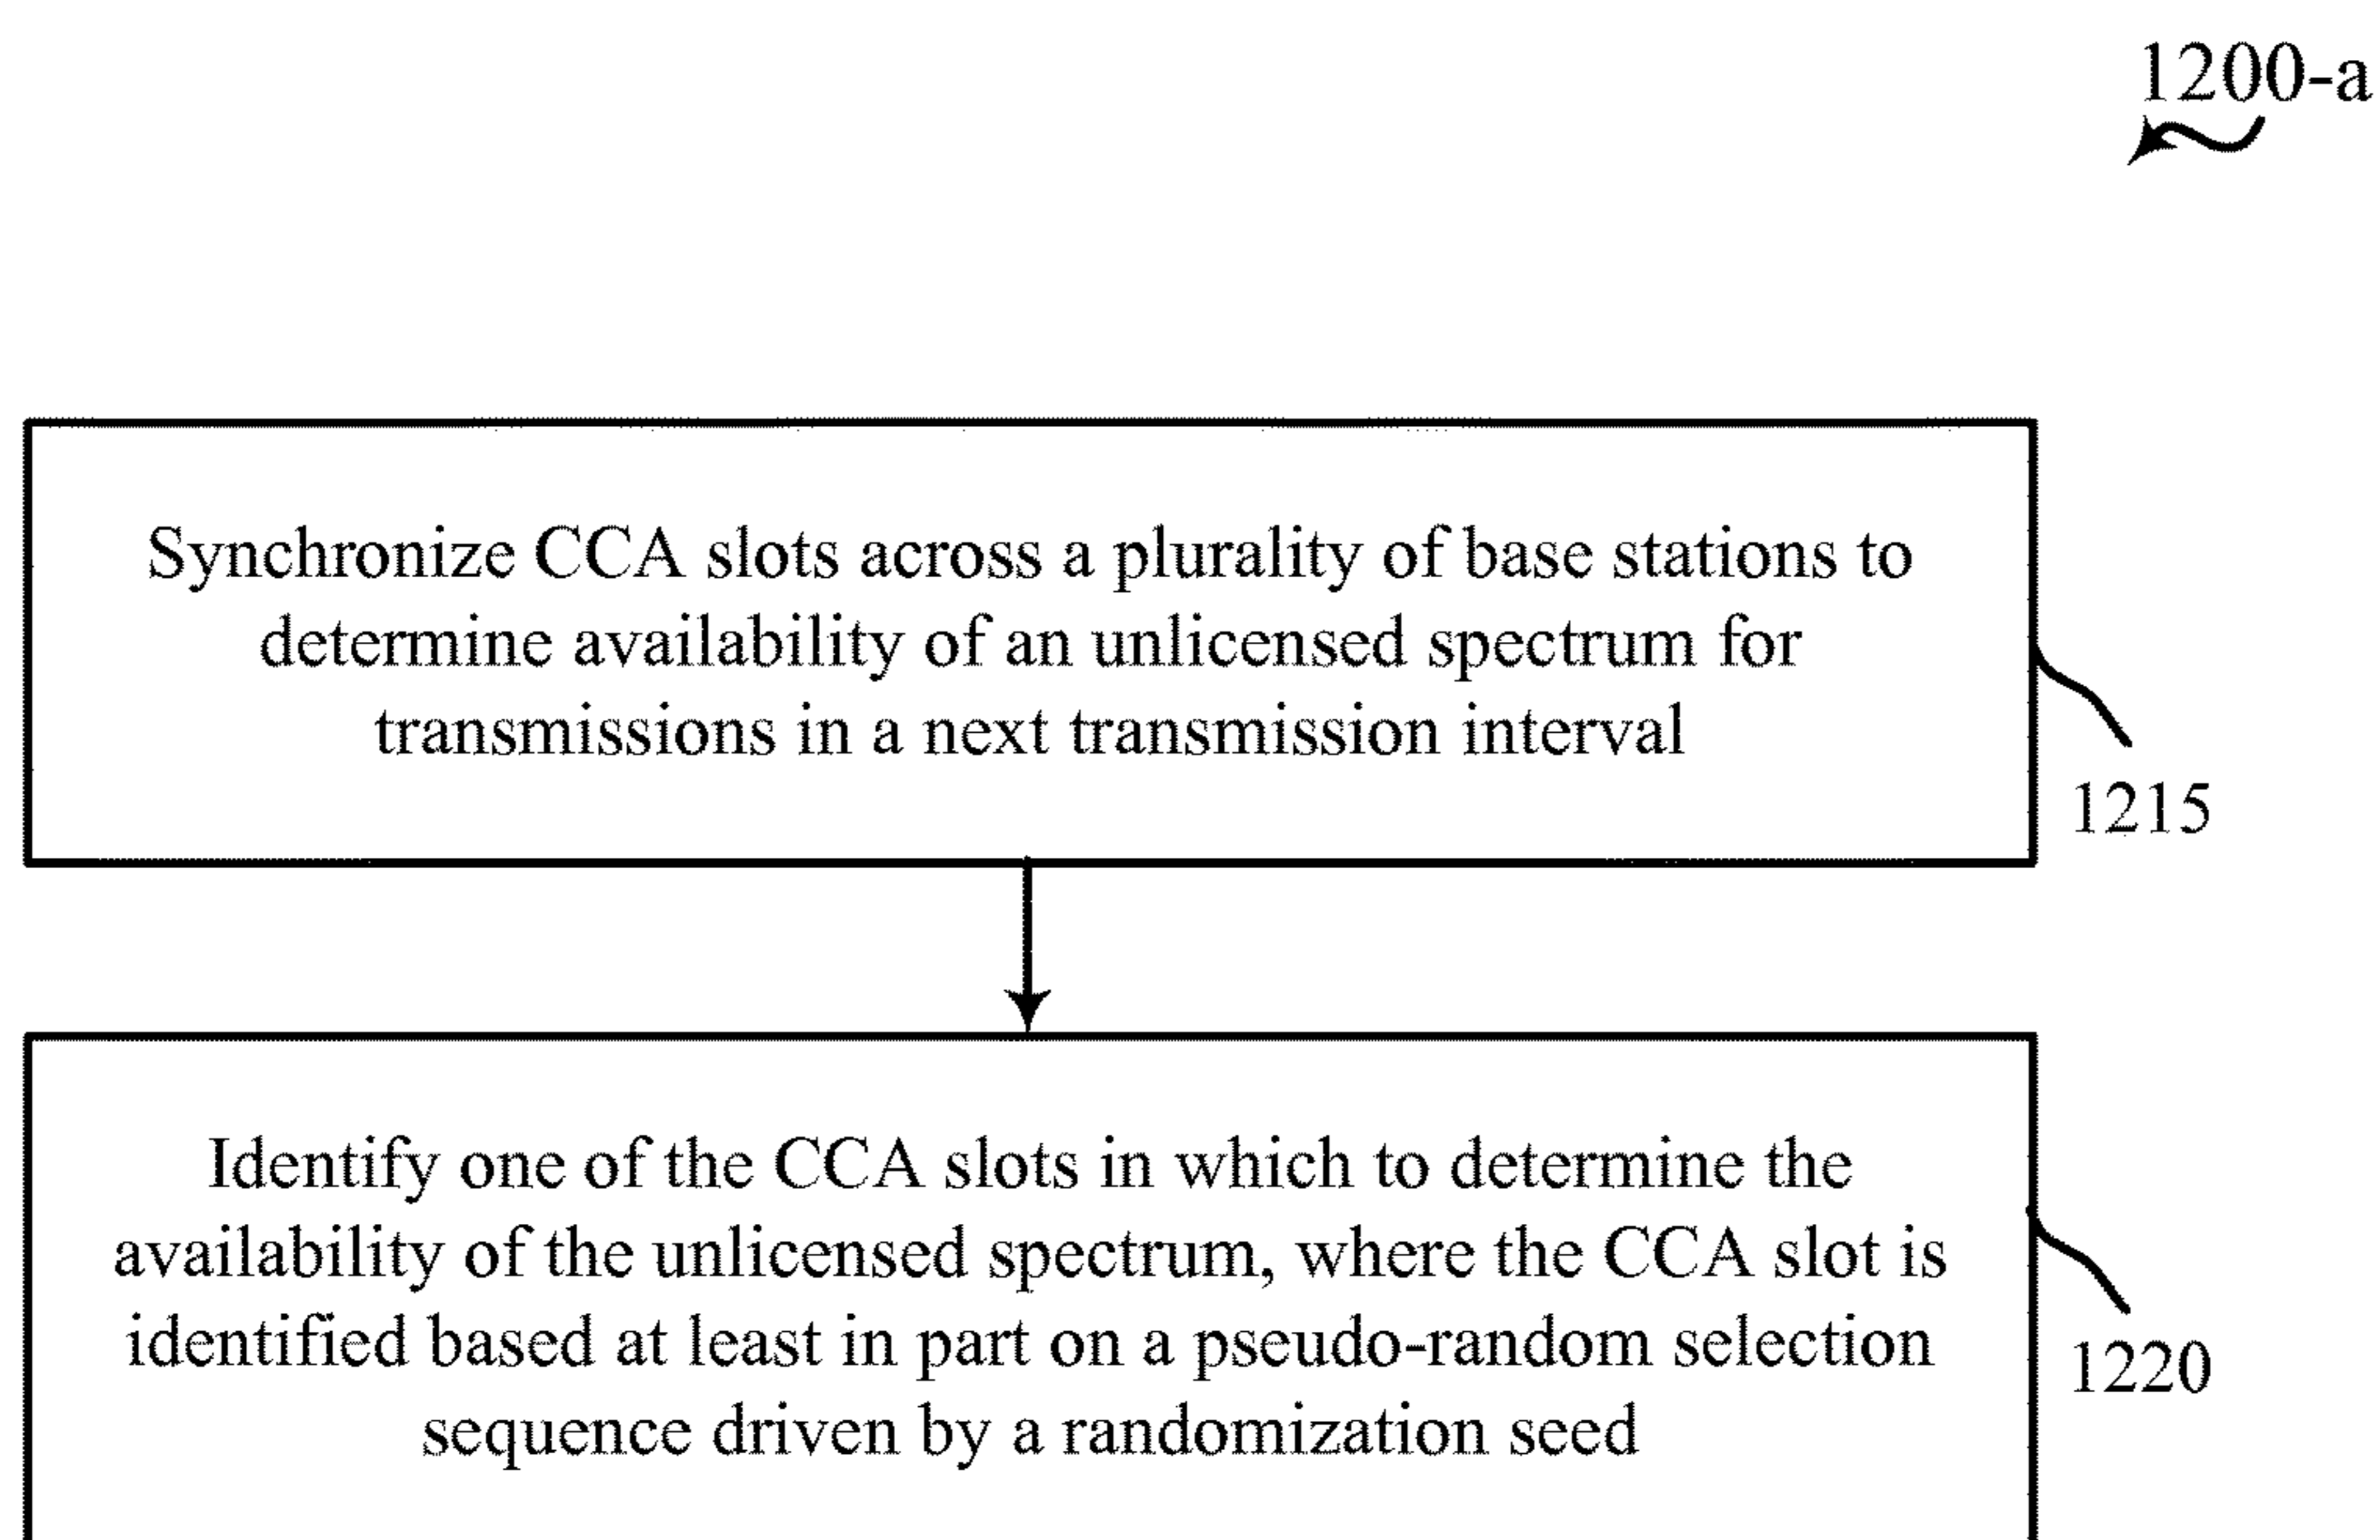 1200-a
Synchronize CCA slots across a plurality of base stations to
determine availability of an unlicensed spectrum for
transmissions in a next transmission interval
1215
Identify one of the CCA slots in which to determine the
availability of the unlicensed spectrum, where the CCA slot is
identified based at least in part on a pseudo-random selection
sequence driven by a randomization seed
1220